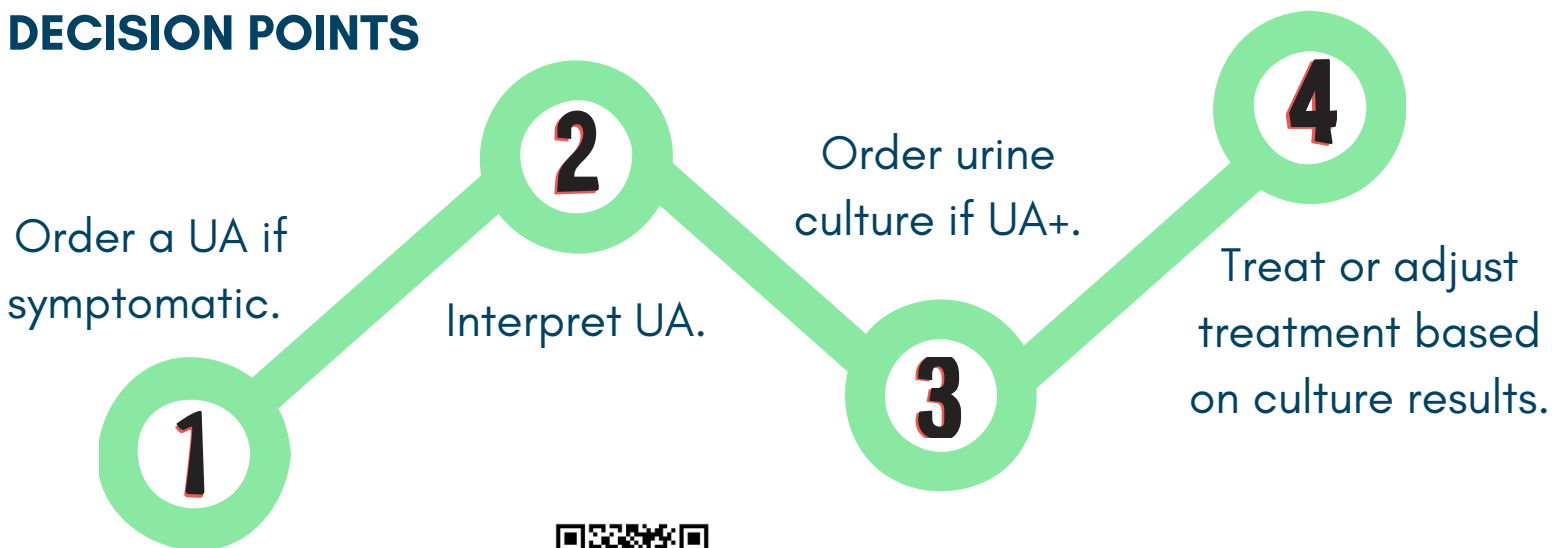 DECISION POINTS
1
Order a UA if
symptomatic.
2
Interpret UA.
3
Order urine
culture if UA+.
4
Treat or adjust
treatment based
on culture results.